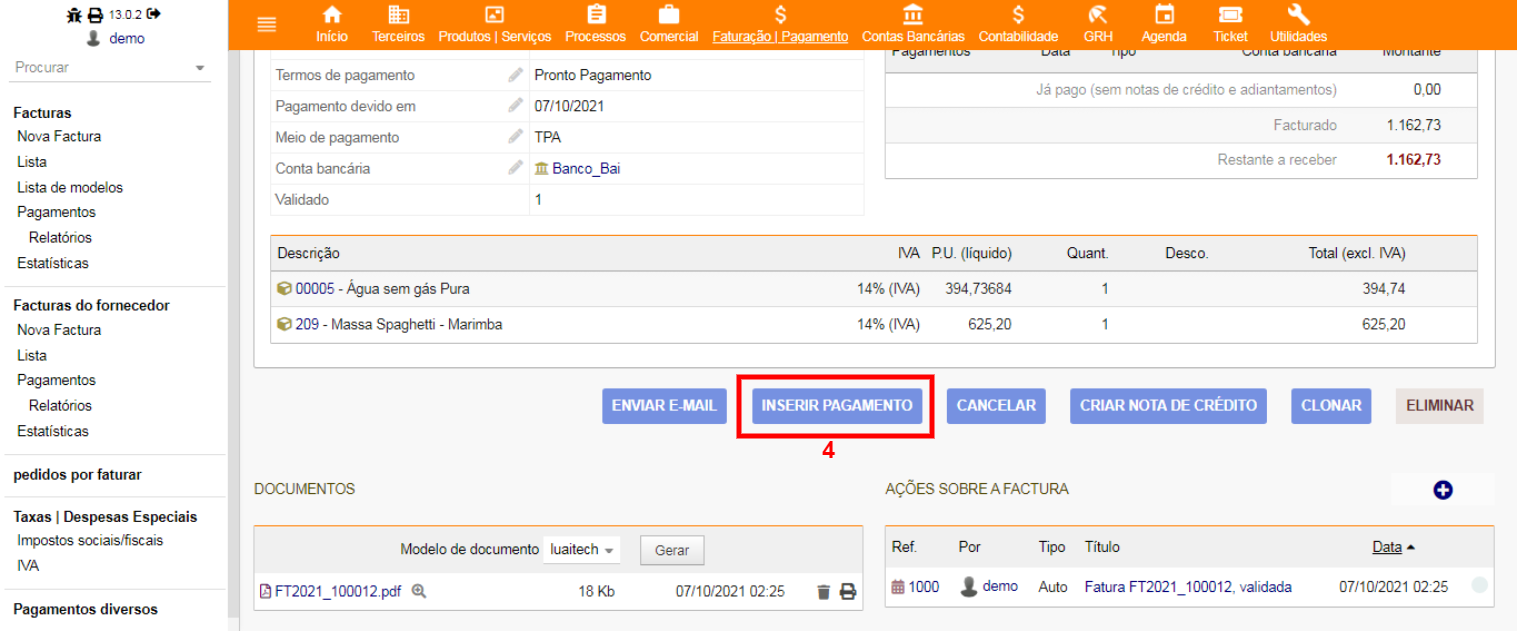 13.0.2
demo
Procurar
Facturas
Nova Factura
Lista
Lista de modelos
Pagamentos
Relatórios
Estatísticas
Facturas do fornecedor
Nova Factura
Lista
Pagamentos
Relatórios
Estatísticas
pedidos por faturar
Taxas | Despesas Especiais
Impostos sociais/fiscais
IVA
Pagamentos diversos
Início Terceiros Produtos | Serviços Processos Comercial Faturação | Pagamento Contas Bancárias Contabilidade GRH Agenda Ticket Utilidades
Termos de pagamento Pronto Pagamento
Pagamento devido em 07/10/2021
Meio de pagamento TPA
Conta bancária Banco_Bai
Validado 1
Pagamentos Data Tipo Conta bancária Montante
Já pago (sem notas de crédito e adiantamentos) 0,00
Facturado 1.162,73
Restante a receber 1.162,73
Descrição IVA P.U. (líquido) Quant. Desco. Total (excl. IVA)
00005 - Água sem gás Pura 14% (IVA) 394,73684 1 394,74
209 - Massa Spaghetti - Marimba 14% (IVA) 625,20 1 625,20
ENVIAR E-MAIL INSERIR PAGAMENTO CANCELAR CRIAR NOTA DE CRÉDITO CLONAR ELIMINAR
4
DOCUMENTOS
Modelo de documento luaitech Gerar
FT2021_100012.pdf 18 Kb 07/10/2021 02:25
AÇÕES SOBRE A FACTURA
Ref. Por Tipo Título Data
1000 demo Auto Fatura FT2021_100012, validada 07/10/2021 02:25